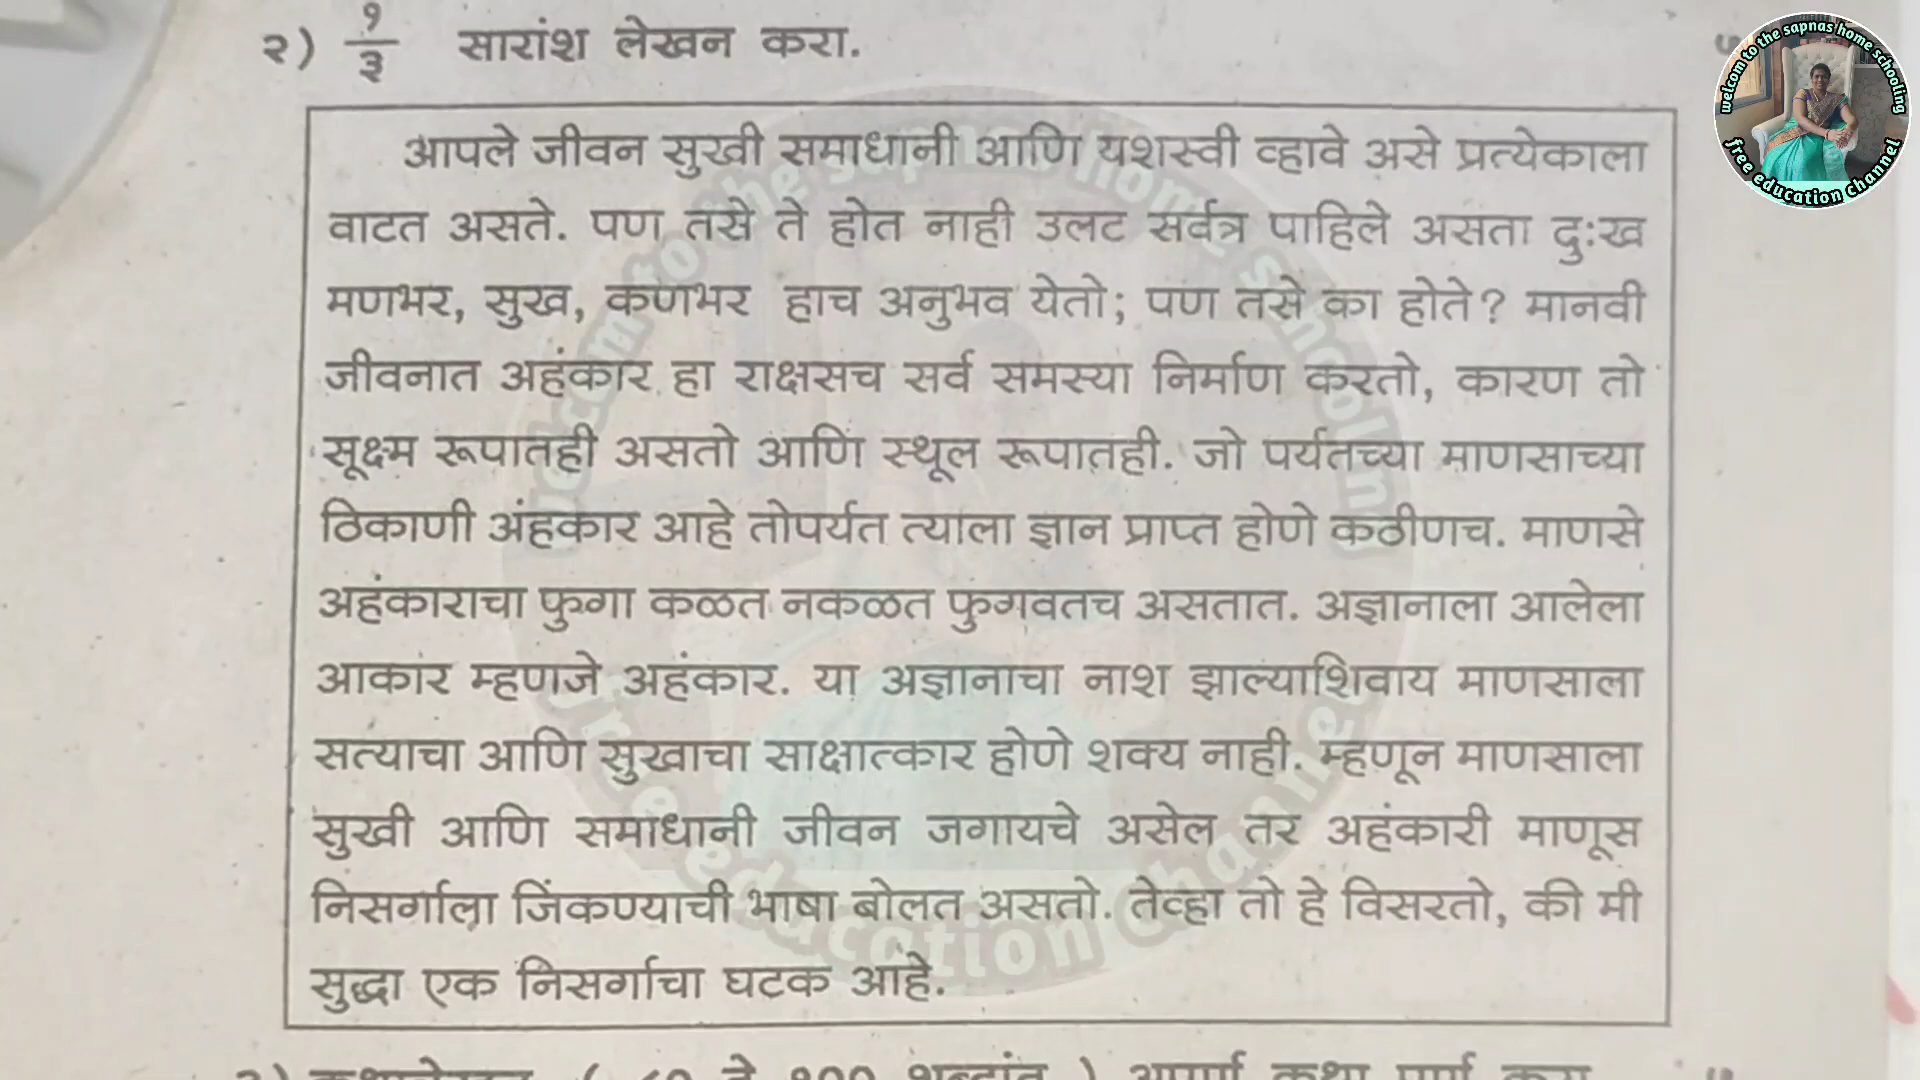 २) १/३ सारांश लेखन करा.
welcom to the sapnas home schooling
free education channel
आपले जीवन सुखी समाधानी आणि यशस्वी व्हावे असे प्रत्येकाला
वाटत असते. पण तसे ते होत नाही उलट सर्वत्र पाहिले असता दुःख
मणभर, सुख, कणभर हाच अनुभव येतो; पण तसे का होते? मानवी
जीवनात अहंकार हा राक्षसच सर्व समस्या निर्माण करतो, कारण तो
सूक्ष्म रूपातही असतो आणि स्थूल रूपातही. जो पर्यतच्या माणसाच्या
ठिकाणी अंहकार आहे तोपर्यत त्याला ज्ञान प्राप्त होणे कठीणच. माणसे
अहंकाराचा फुगा कळत नकळत फुगवतच असतात. अज्ञानाला आलेला
आकार म्हणजे अहंकार. या अज्ञानाचा नाश झाल्याशिवाय माणसाला
सत्याचा आणि सुखाचा साक्षात्कार होणे शक्य नाही. म्हणून माणसाला
सुखी आणि समाधानी जीवन जगायचे असेल तर अहंकारी माणूस
निसर्गाला जिंकण्याची भाषा बोलत असतो. तेव्हा तो हे विसरतो, की मी
सुद्धा एक निसर्गाचा घटक आहे.